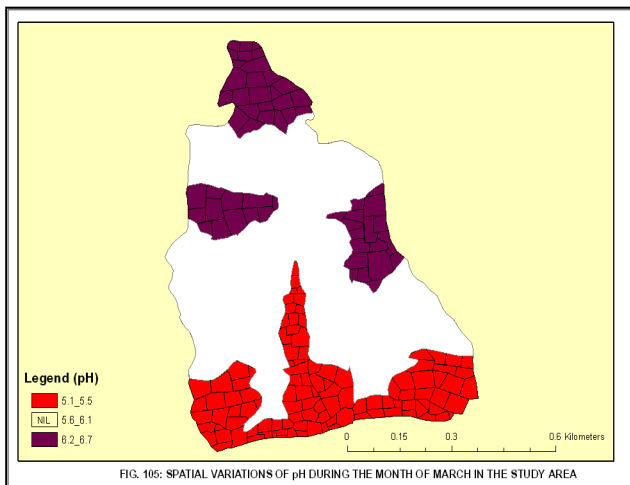 Legend (pH)
5.1_5.5
NIL 5.6_6.1
6.2_6.7
0 0.15 0.3 0.6 Kilometers
FIG. 105: SPATIAL VARIATIONS OF pH DURING THE MONTH OF MARCH IN THE STUDY AREA